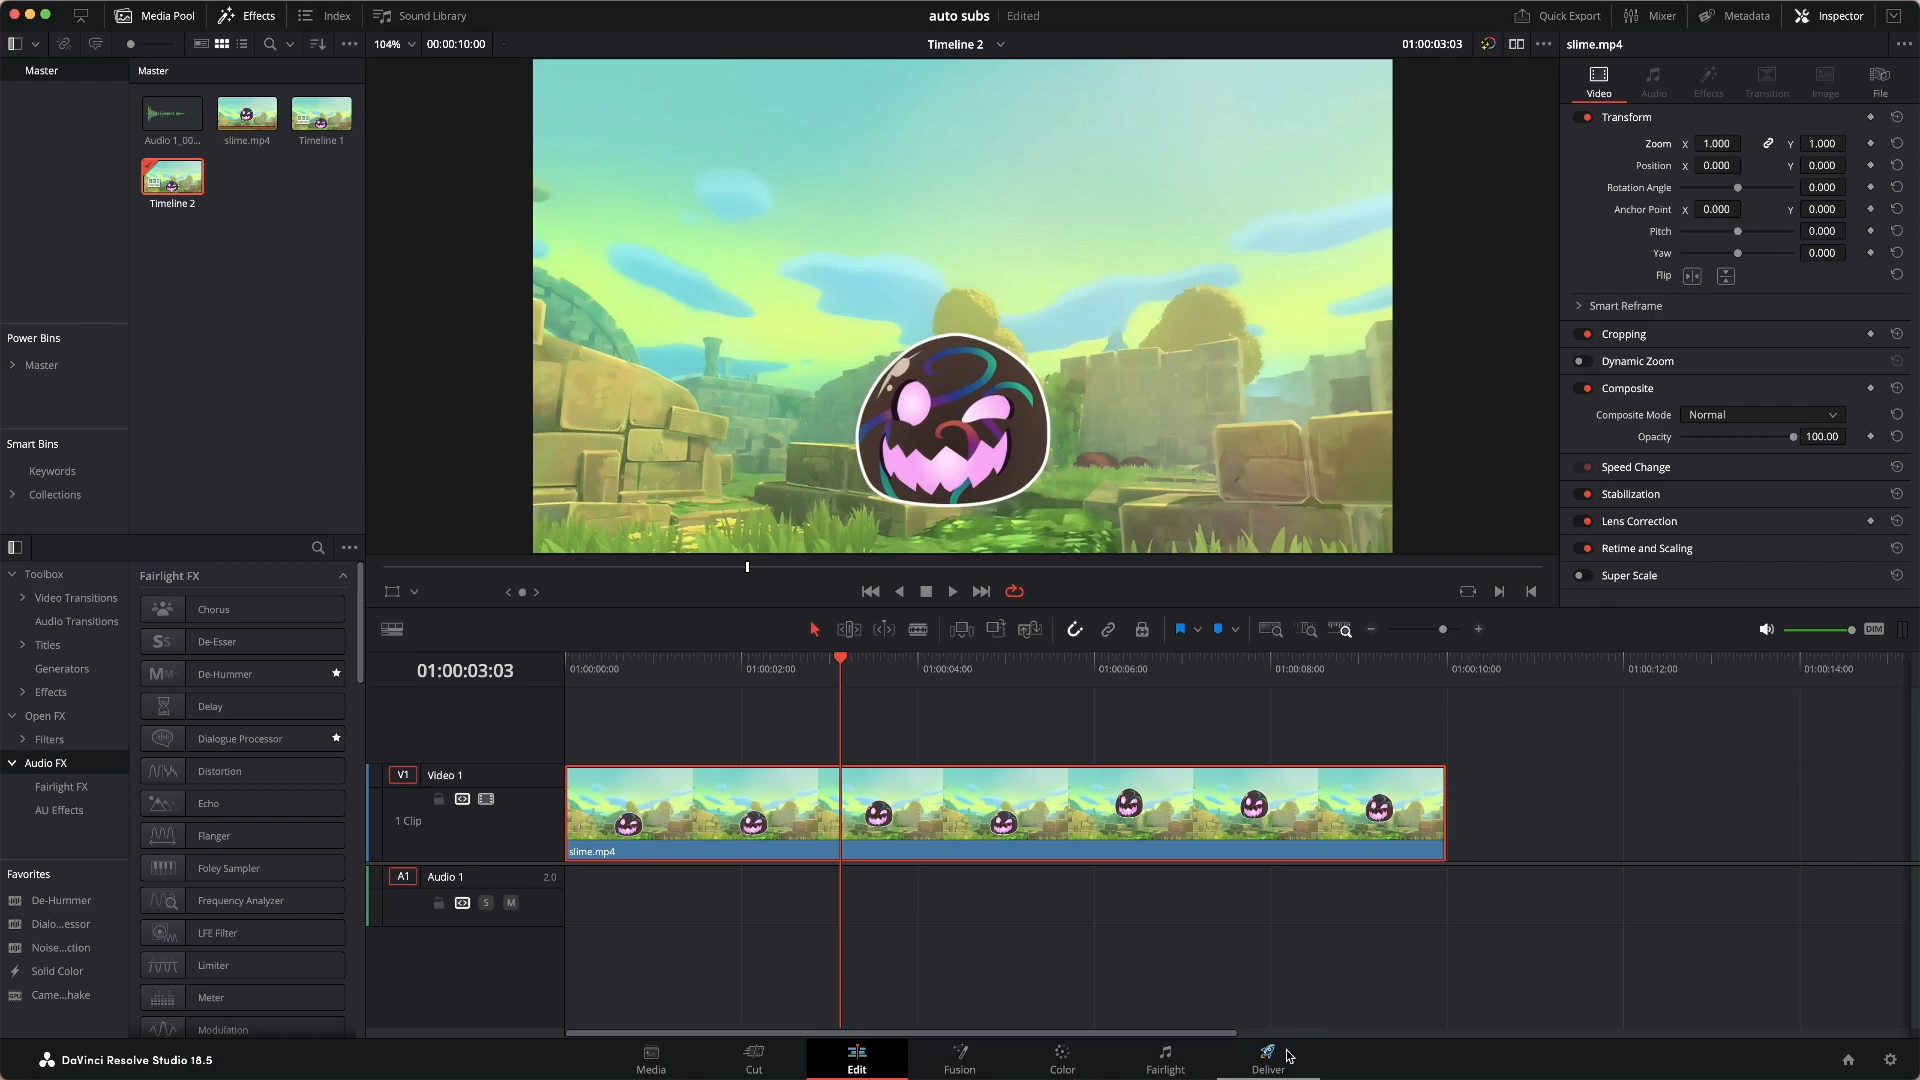 Media Pool
Effects
Index
Sound Library
auto subs
Edited
Quick Export
Mixer
Metadata
Inspector
104%
00:00:10:00
Timeline 2
01:00:03:03
slime.mp4
Master
Master
Audio 1_00...
slime.mp4
Timeline 1
Timeline 2
Power Bins
Master
Smart Bins
Keywords
Collections
Video
Audio
Effects
Transition
Image
File
Transform
Zoom X 1.000 Y 1.000
Position X 0.000 Y 0.000
Rotation Angle 0.000
Anchor Point X 0.000 Y 0.000
Pitch 0.000
Yaw 0.000
Flip
Smart Reframe
Cropping
Dynamic Zoom
Composite
Composite Mode Normal
Opacity 100.00
Speed Change
Stabilization
Lens Correction
Retime and Scaling
Super Scale
Toolbox
Video Transitions
Audio Transitions
Titles
Generators
Effects
Open FX
Filters
Audio FX
Fairlight FX
AU Effects
Favorites
De-Hummer
Dialo...essor
Noise...ction
Solid Color
Came...hake
Fairlight FX
Chorus
De-Esser
De-Hummer
Delay
Dialogue Processor
Distortion
Echo
Flanger
Foley Sampler
Frequency Analyzer
LFE Filter
Limiter
Meter
Modulation
DIM
01:00:03:03
01:00:00:00
01:00:02:00
01:00:04:00
01:00:06:00
01:00:08:00
01:00:10:00
01:00:12:00
01:00:14:00
V1 Video 1
1 Clip
slime.mp4
A1 Audio 1 2.0
S M
DaVinci Resolve Studio 18.5
Media
Cut
Edit
Fusion
Color
Fairlight
Deliver